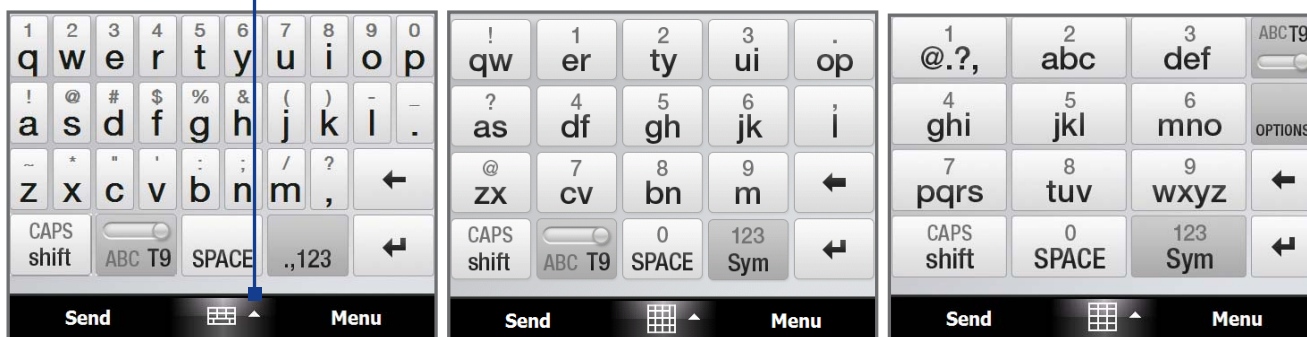 1 2 3 4 5 6 7 8 9 0
q w e r t y u i o p
! @ # $ % & ( ) - _
a s d f g h j k l .
~ * " ' : ; / ?
z x c v b n m ,
CAPS
shift ABC T9 SPACE .,123
Send Menu
! 1 2 3 .
qw er ty ui op
? 4 5 6 ,
as df gh jk l
@ 7 8 9
zx cv bn m
CAPS 0 123
shift ABC T9 SPACE Sym
Send Menu
1 2 3 ABC T9
@.?, abc def
4 5 6
ghi jkl mno OPTIONS
7 8 9
pqrs tuv wxyz
CAPS 0 123
shift SPACE Sym
Send Menu